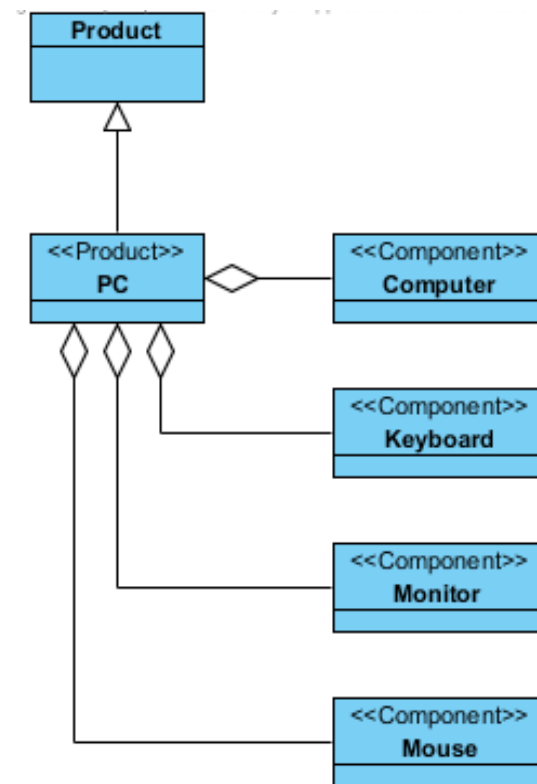 Product
<<Product>>
PC
<<Component>>
Computer
<<Component>>
Keyboard
<<Component>>
Monitor
<<Component>>
Mouse